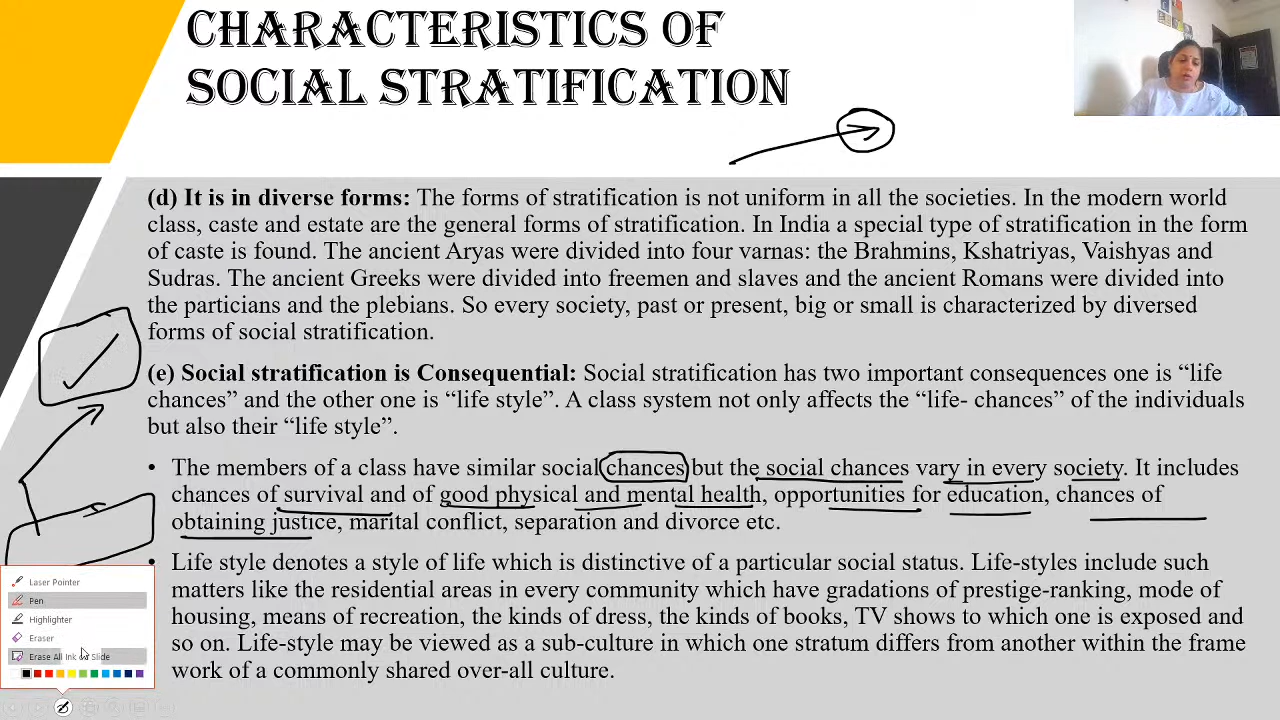 CHARACTERISTICS OF
SOCIAL STRATIFICATION
(d) It is in diverse forms: The forms of stratification is not uniform in all the societies. In the modern world
class, caste and estate are the general forms of stratification. In India a special type of stratification in the form
of caste is found. The ancient Aryas were divided into four varnas: the Brahmins, Kshatriyas, Vaishyas and
Sudras. The ancient Greeks were divided into freemen and slaves and the ancient Romans were divided into
the particians and the plebians. So every society, past or present, big or small is characterized by diversed
forms of social stratification.
(e) Social stratification is Consequential: Social stratification has two important consequences one is “life
chances” and the other one is “life style”. A class system not only affects the “life- chances” of the individuals
but also their “life style”.
• The members of a class have similar social chances but the social chances vary in every society. It includes
chances of survival and of good physical and mental health, opportunities for education, chances of
obtaining justice, marital conflict, separation and divorce etc.
• Life style denotes a style of life which is distinctive of a particular social status. Life-styles include such
matters like the residential areas in every community which have gradations of prestige-ranking, mode of
housing, means of recreation, the kinds of dress, the kinds of books, TV shows to which one is exposed and
so on. Life-style may be viewed as a sub-culture in which one stratum differs from another within the frame
work of a commonly shared over-all culture.
Laser Pointer
Pen
Highlighter
Eraser
Erase All Ink on Slide